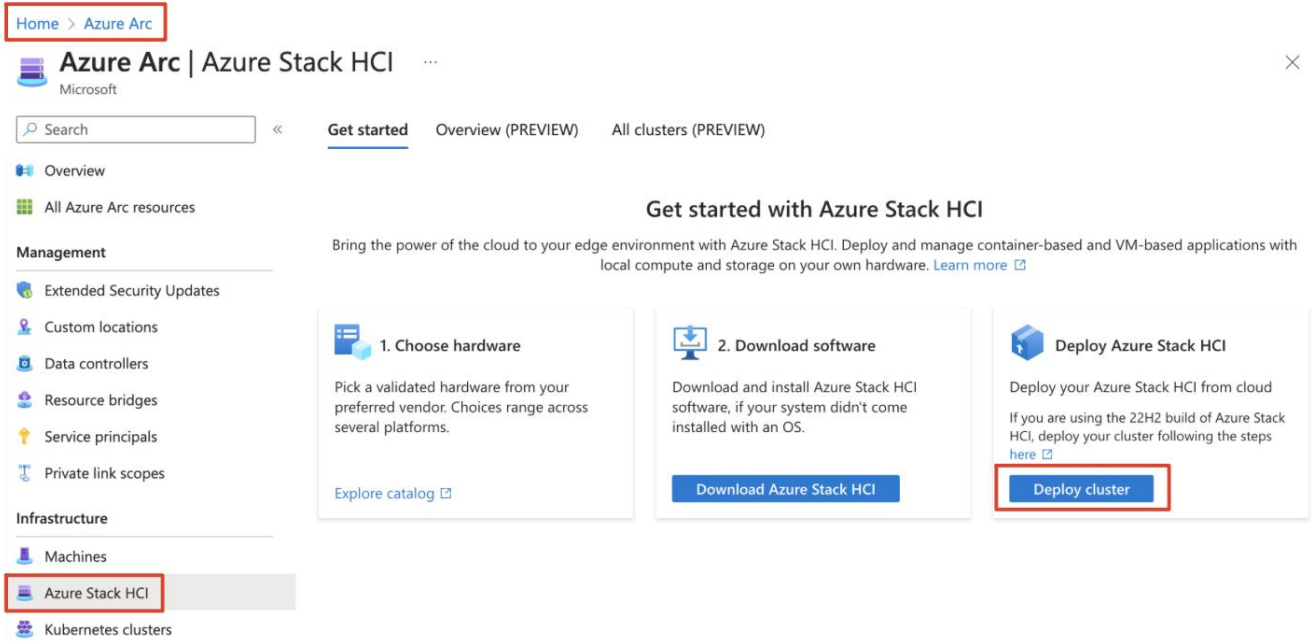 Home > Azure Arc
Azure Arc | Azure Stack HCI ...
Microsoft
Search «
Overview
All Azure Arc resources
Management
Extended Security Updates
Custom locations
Data controllers
Resource bridges
Service principals
Private link scopes
Infrastructure
Machines
Azure Stack HCI
Kubernetes clusters
Get started Overview (PREVIEW) All clusters (PREVIEW)
Get started with Azure Stack HCI
Bring the power of the cloud to your edge environment with Azure Stack HCI. Deploy and manage container-based and VM-based applications with
local compute and storage on your own hardware. Learn more
1. Choose hardware
Pick a validated hardware from your
preferred vendor. Choices range across
several platforms.
Explore catalog
2. Download software
Download and install Azure Stack HCI
software, if your system didn't come
installed with an OS.
Download Azure Stack HCI
Deploy Azure Stack HCI
Deploy your Azure Stack HCI from cloud
If you are using the 22H2 build of Azure Stack
HCI, deploy your cluster following the steps
here
Deploy cluster